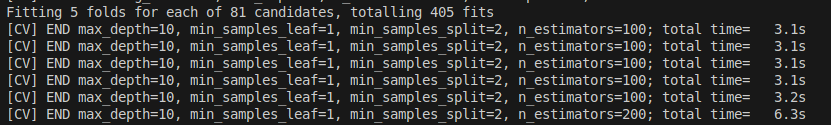 Fitting 5 folds for each of 81 candidates, totalling 405 fits
[CV] END max_depth=10, min_samples_leaf=1, min_samples_split=2, n_estimators=100; total time=   3.1s
[CV] END max_depth=10, min_samples_leaf=1, min_samples_split=2, n_estimators=100; total time=   3.1s
[CV] END max_depth=10, min_samples_leaf=1, min_samples_split=2, n_estimators=100; total time=   3.1s
[CV] END max_depth=10, min_samples_leaf=1, min_samples_split=2, n_estimators=100; total time=   3.1s
[CV] END max_depth=10, min_samples_leaf=1, min_samples_split=2, n_estimators=100; total time=   3.2s
[CV] END max_depth=10, min_samples_leaf=1, min_samples_split=2, n_estimators=200; total time=   6.3s